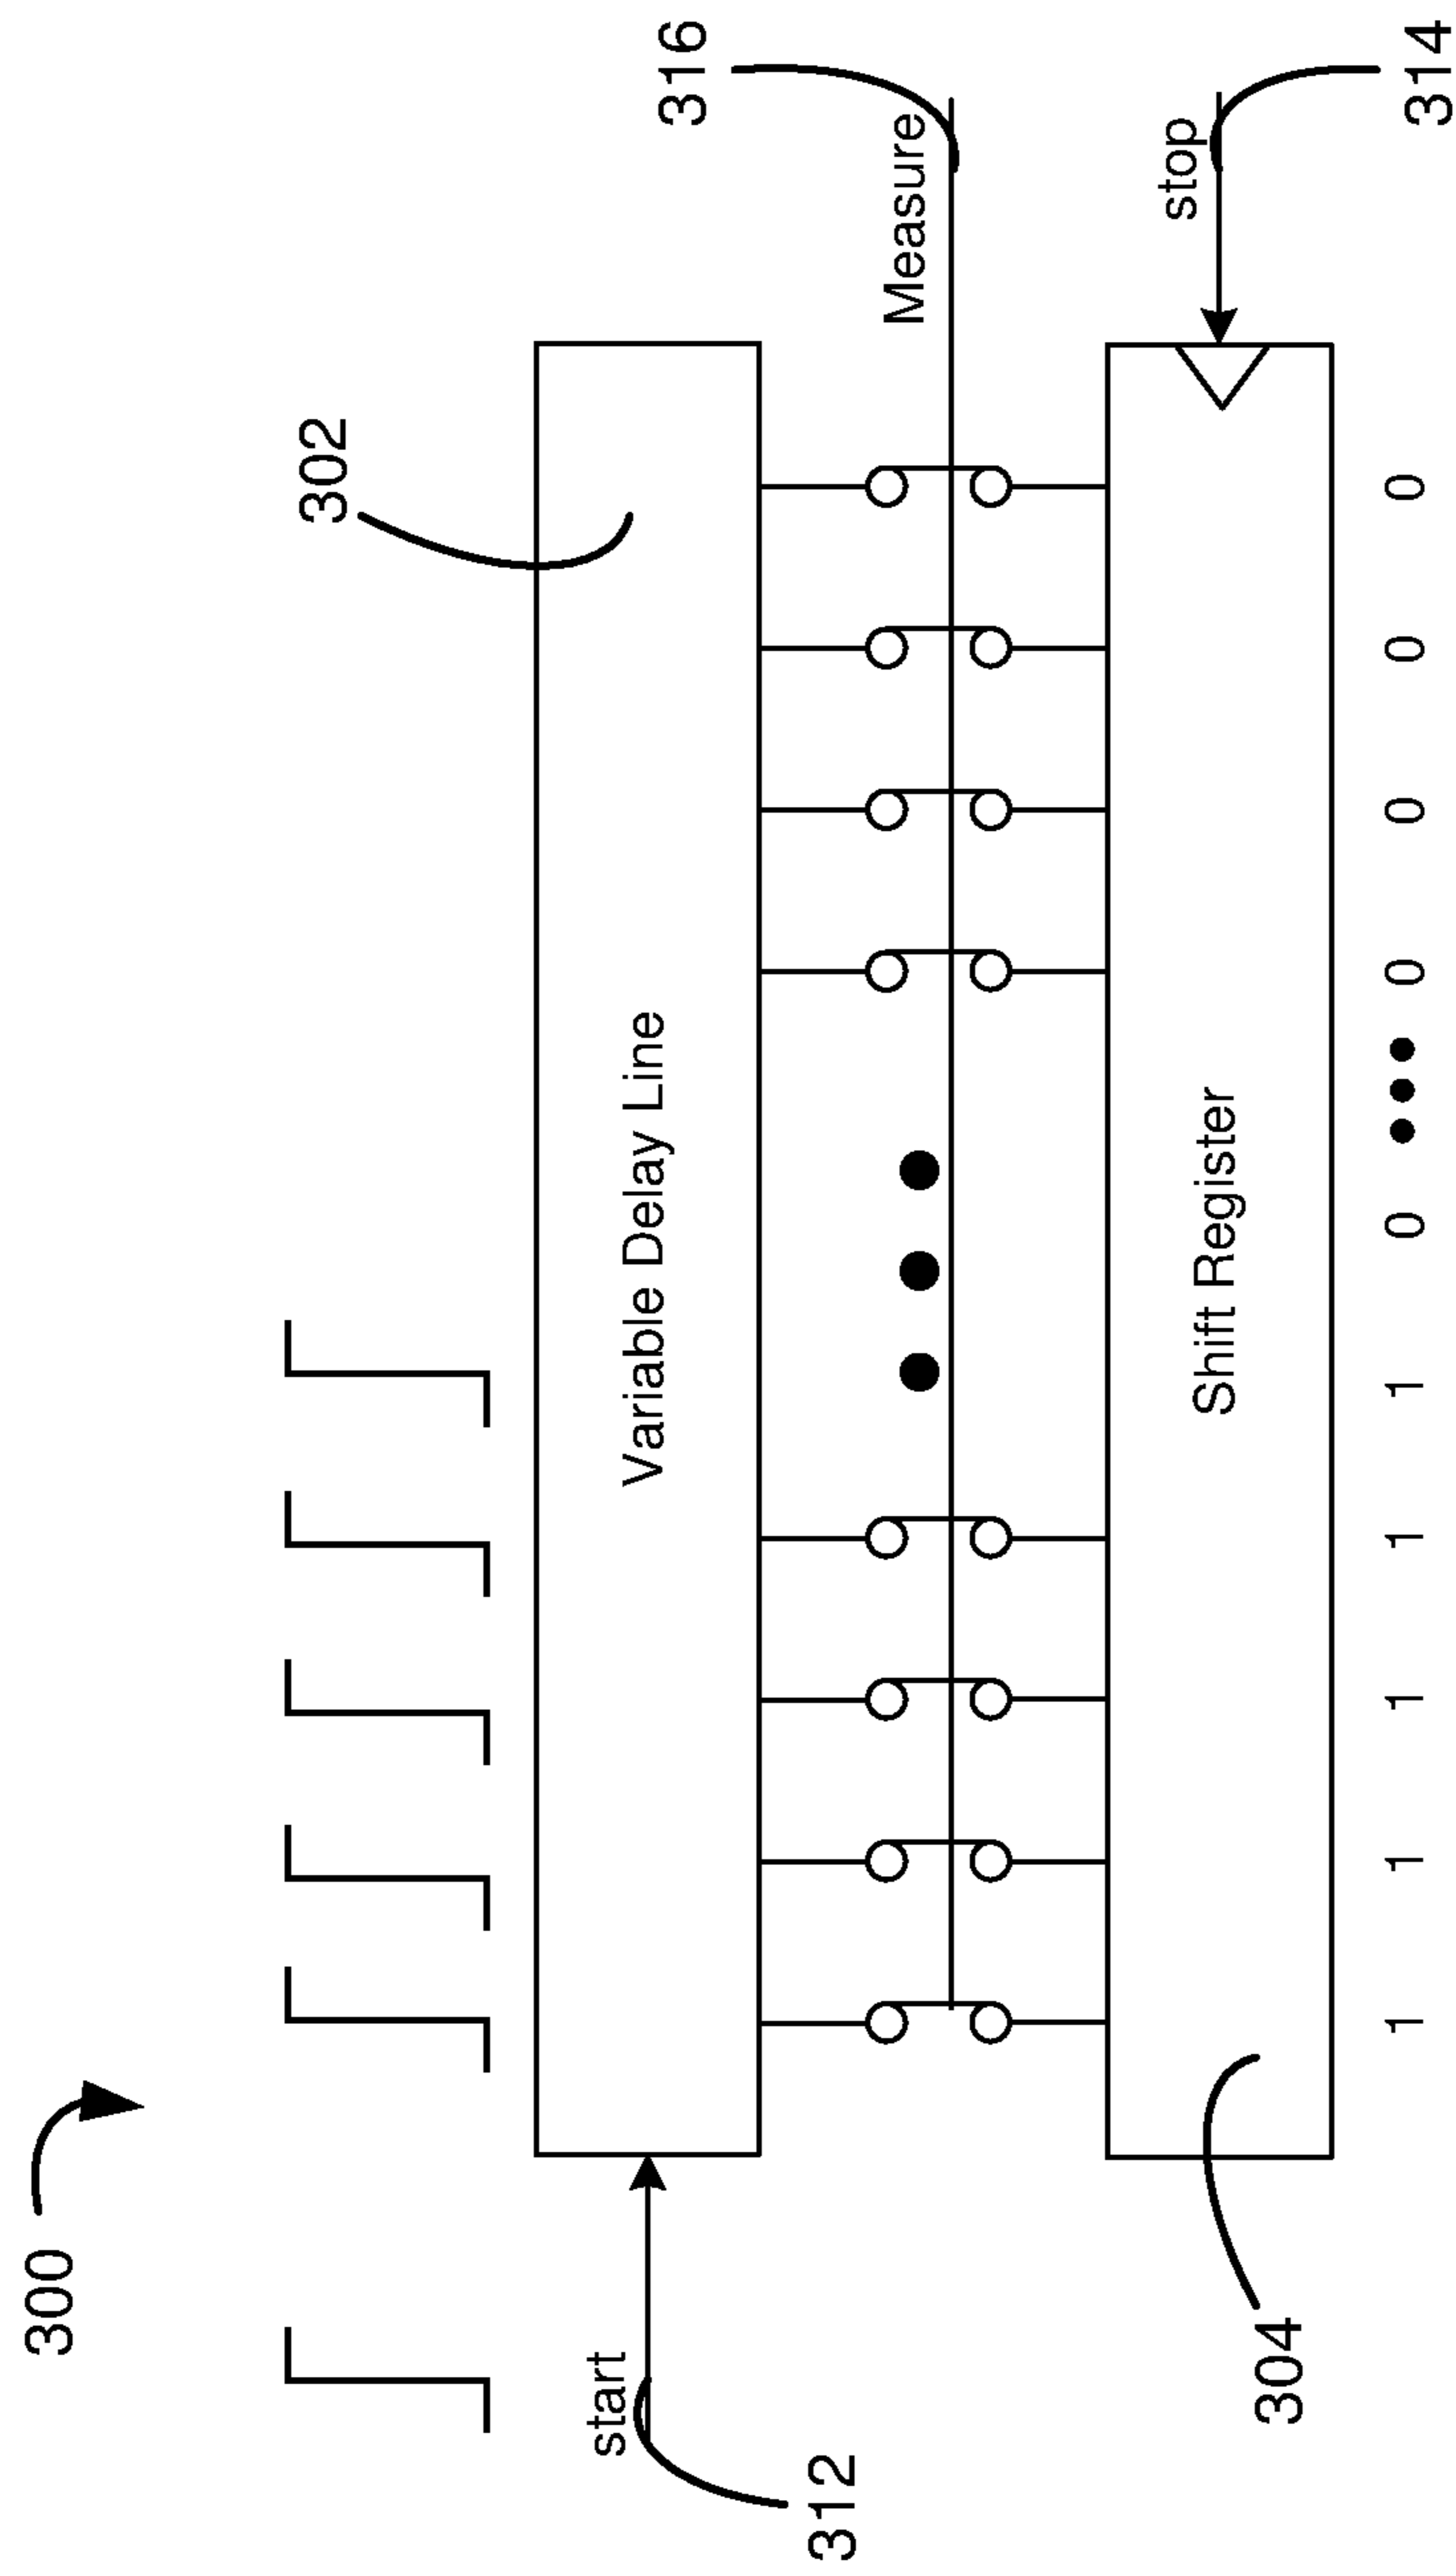 300
302
316
start
Variable Delay Line
Measure
312
stop
Shift Register
304
314
1 1 1 1 1 0 0 0 0 0